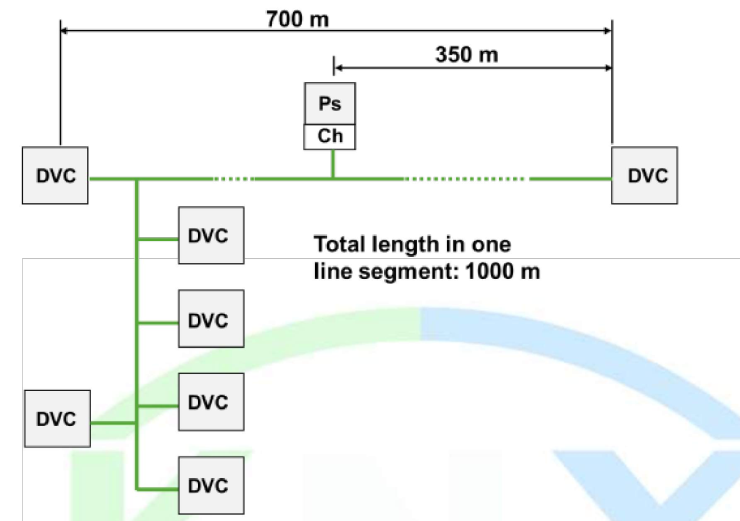 700 m
350 m
Ps
Ch
DVC
DVC
DVC
Total length in one
line segment: 1000 m
DVC
DVC
DVC
DVC